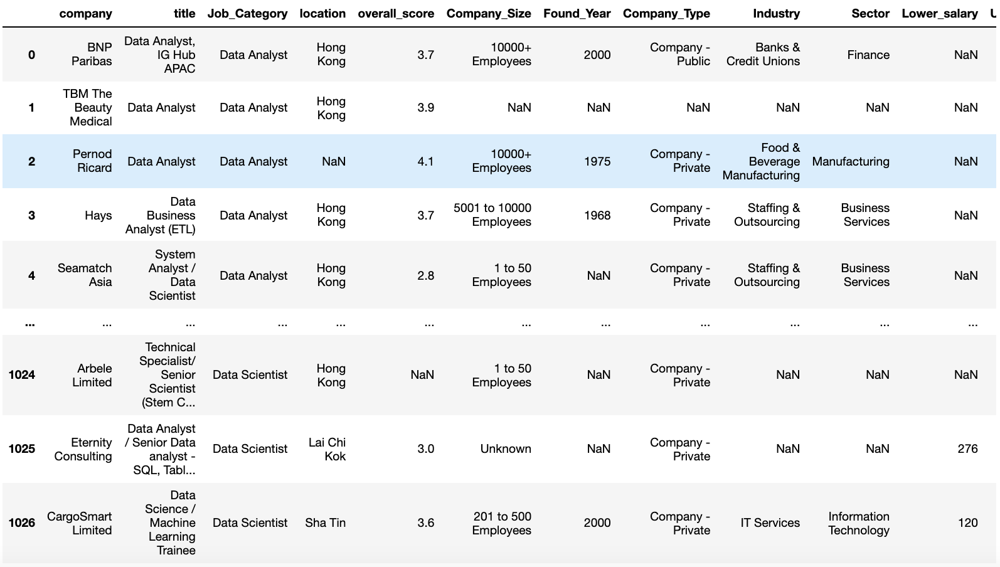 company title Job_Category location overall_score Company_Size Found_Year Company_Type Industry Sector Lower_salary U
0 BNP Paribas Data Analyst, IG Hub APAC Data Analyst Hong Kong 3.7 10000+ Employees 2000 Company - Public Banks & Credit Unions Finance NaN
1 TBM The Beauty Medical Data Analyst Data Analyst Hong Kong 3.9 NaN NaN NaN NaN NaN NaN
2 Pernod Ricard Data Analyst Data Analyst NaN 4.1 10000+ Employees 1975 Company - Private Food & Beverage Manufacturing Manufacturing NaN
3 Hays Data Business Analyst (ETL) Data Analyst Hong Kong 3.7 5001 to 10000 Employees 1968 Company - Private Staffing & Outsourcing Business Services NaN
4 Seamatch Asia System Analyst / Data Scientist Data Analyst Hong Kong 2.8 1 to 50 Employees NaN Company - Private Staffing & Outsourcing Business Services NaN
... ... ... ... ... ... ... ... ... ... ... ...
1024 Arbele Limited Technical Specialist/ Senior Scientist (Stem C... Data Scientist Hong Kong NaN 1 to 50 Employees NaN Company - Private NaN NaN NaN
1025 Eternity Consulting Data Analyst / Senior Data analyst - SQL, Tabl... Data Scientist Lai Chi Kok 3.0 Unknown NaN Company - Private NaN NaN 276
1026 CargoSmart Limited Data Science / Machine Learning Trainee Data Scientist Sha Tin 3.6 201 to 500 Employees 2000 Company - Private IT Services Information Technology 120